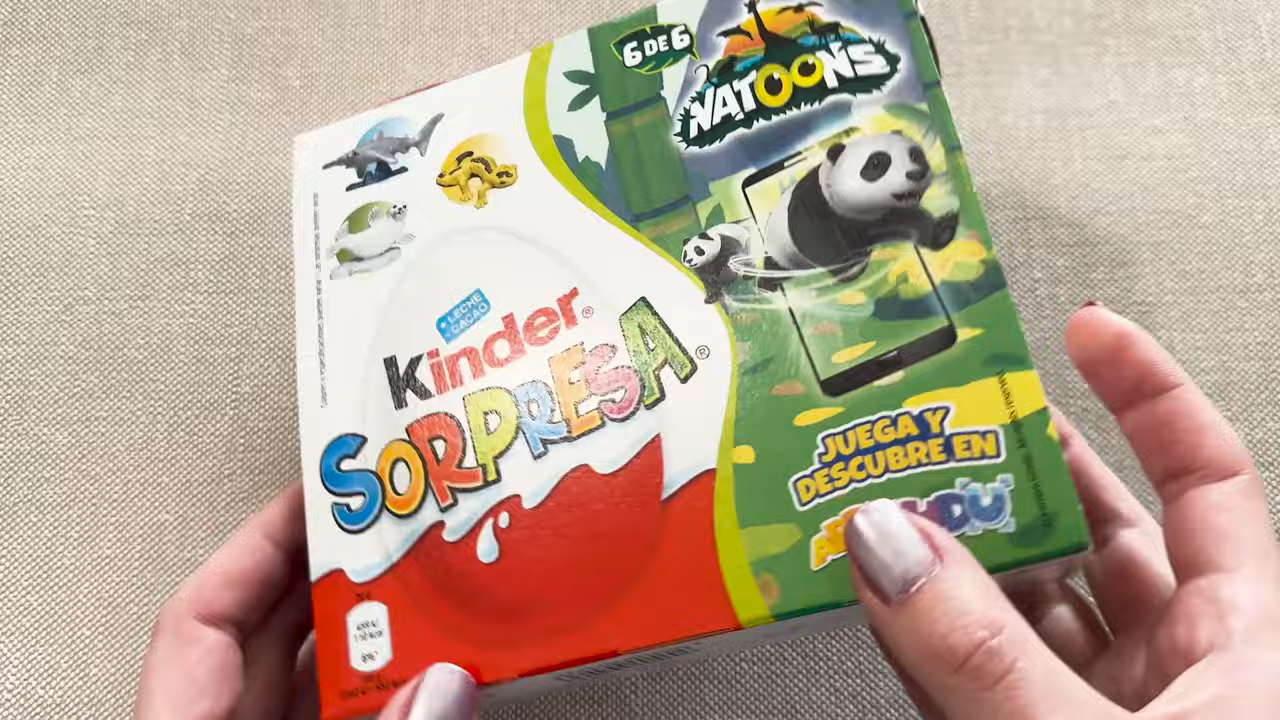 6 DE 6
NATOONS
+ LECHE
- CACAO
Kinder®
SORPRESA®
JUEGA Y
DESCUBRE EN